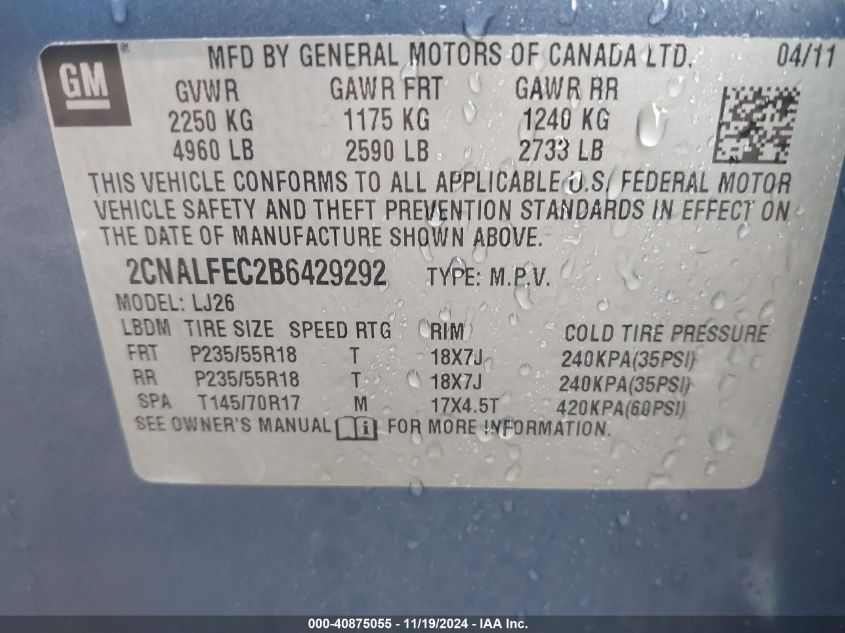 GM® MFD BY GENERAL MOTORS OF CANADA LTD. 04/11
GVWR GAWR FRT GAWR RR
2250 KG 1175 KG 1240 KG
4960 LB 2590 LB 2733 LB
THIS VEHICLE CONFORMS TO ALL APPLICABLE U.S. FEDERAL MOTOR
VEHICLE SAFETY AND THEFT PREVENTION STANDARDS IN EFFECT ON
THE DATE OF MANUFACTURE SHOWN ABOVE.
2CNALFEC2B6429292 TYPE: M.P.V.
MODEL: LJ26
LBDM TIRE SIZE SPEED RTG RIM COLD TIRE PRESSURE
FRT P235/55R18 T 18X7J 240KPA(35PSI)
RR P235/55R18 T 18X7J 240KPA(35PSI)
SPA T145/70R17 M 17X4.5T 420KPA(60PSI)
SEE OWNER'S MANUAL i FOR MORE INFORMATION.
000-40875055 - 11/19/2024 - IAA Inc.